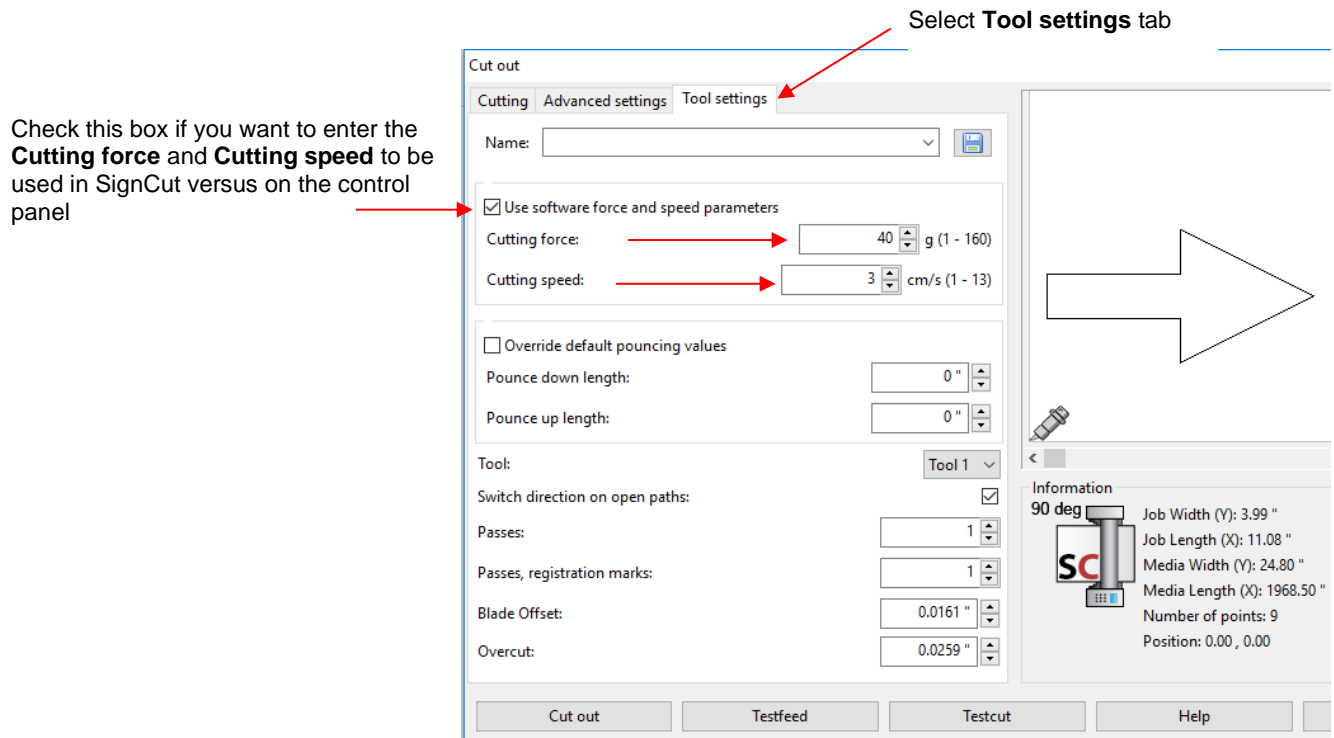 Select Tool settings tab
Check this box if you want to enter the
Cutting force and Cutting speed to be
used in SignCut versus on the control
panel
Cut out
Cutting Advanced settings Tool settings
Name:
Use software force and speed parameters
Cutting force: 40 g (1 - 160)
Cutting speed: 3 cm/s (1 - 13)
Override default pouncing values
Pounce down length: 0 "
Pounce up length: 0 "
Tool: Tool 1
Switch direction on open paths:
Passes: 1
Passes, registration marks: 1
Blade Offset: 0.0161 "
Overcut: 0.0259 "
Information
90 deg
SC
Job Width (Y): 3.99 "
Job Length (X): 11.08 "
Media Width (Y): 24.80 "
Media Length (X): 1968.50 "
Number of points: 9
Position: 0.00 , 0.00
Cut out Testfeed Testcut Help